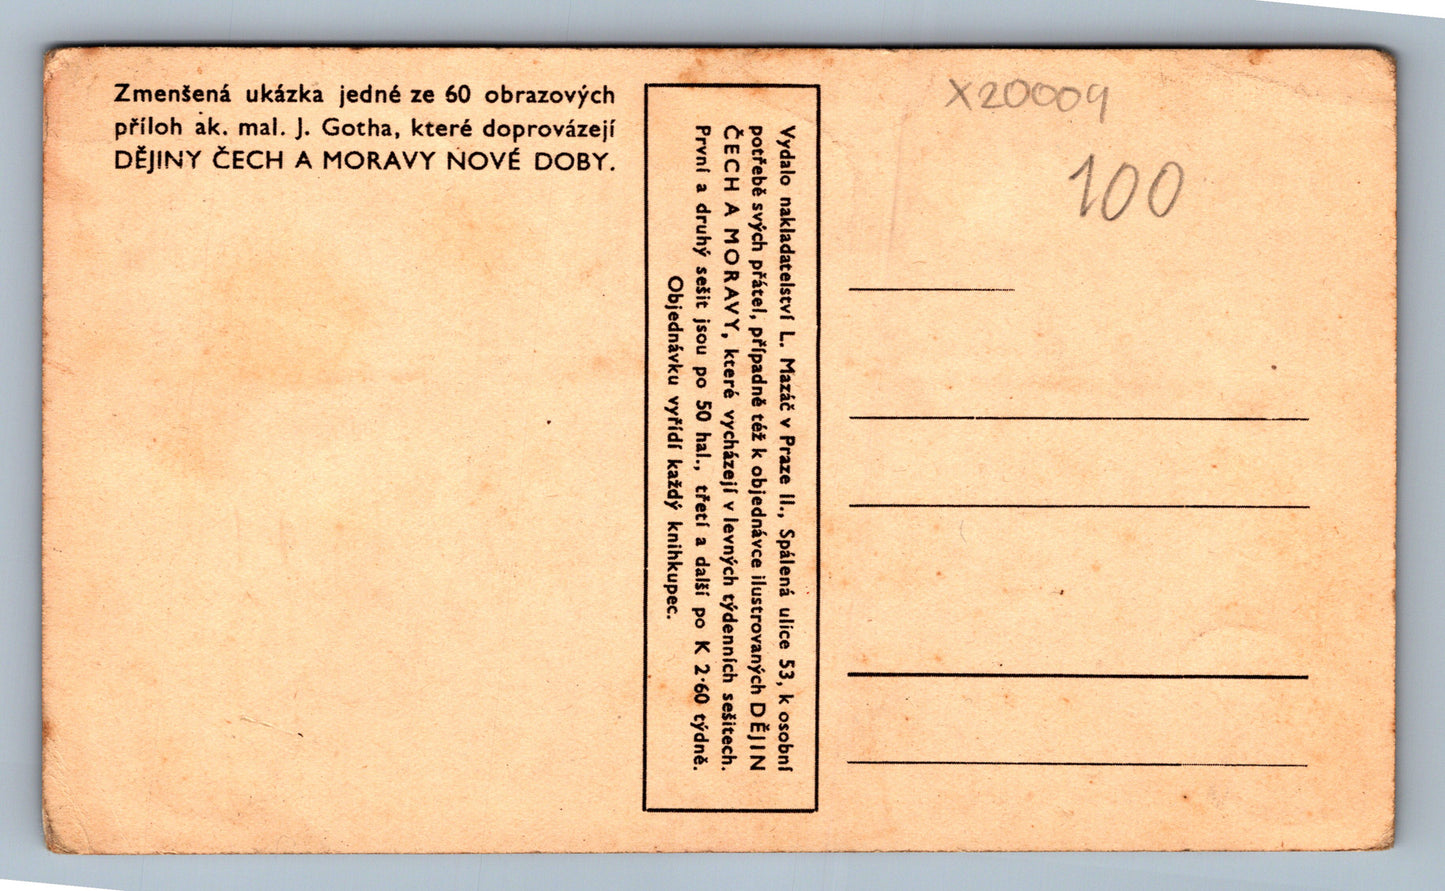 Zmenšená ukázka jedné ze 60 obrazových
příloh ak. mal. J. Gotha, které doprovázejí
DĚJINY ČECH A MORAVY NOVÉ DOBY.
Vydalo nakladatelství L. Mazáč v Praze II., Spálená ulice 53, k osobní
potřebě svých přátel, případně též k objednávce ilustrovaných DĚJIN
ČECH A MORAVY, které vycházejí v levných týdenních sešitech.
První a druhý sešit jsou po 50 hal., třetí a další po K 2·60 týdně.
Objednávku vyřídí každý knihkupec.
X20009
100